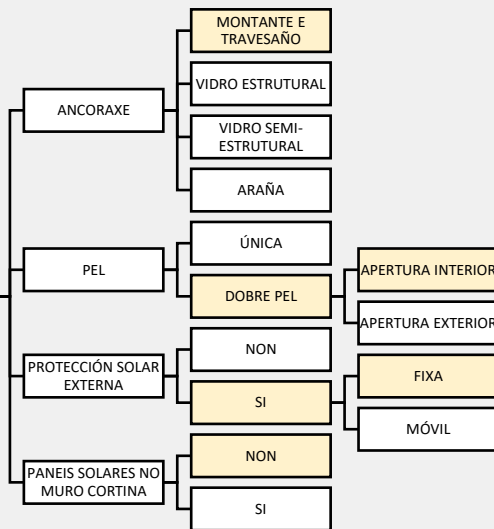 ANCORAXE
MONTANTE E
TRAVESAÑO
VIDRO ESTRUTURAL
VIDRO SEMI-
ESTRUTURAL
ARAÑA
PEL
ÚNICA
DOBRE PEL
APERTURA INTERIOR
APERTURA EXTERIOR
PROTECCIÓN SOLAR
EXTERNA
NON
SI
FIXA
MÓVIL
PANEIS SOLARES NO
MURO CORTINA
NON
SI